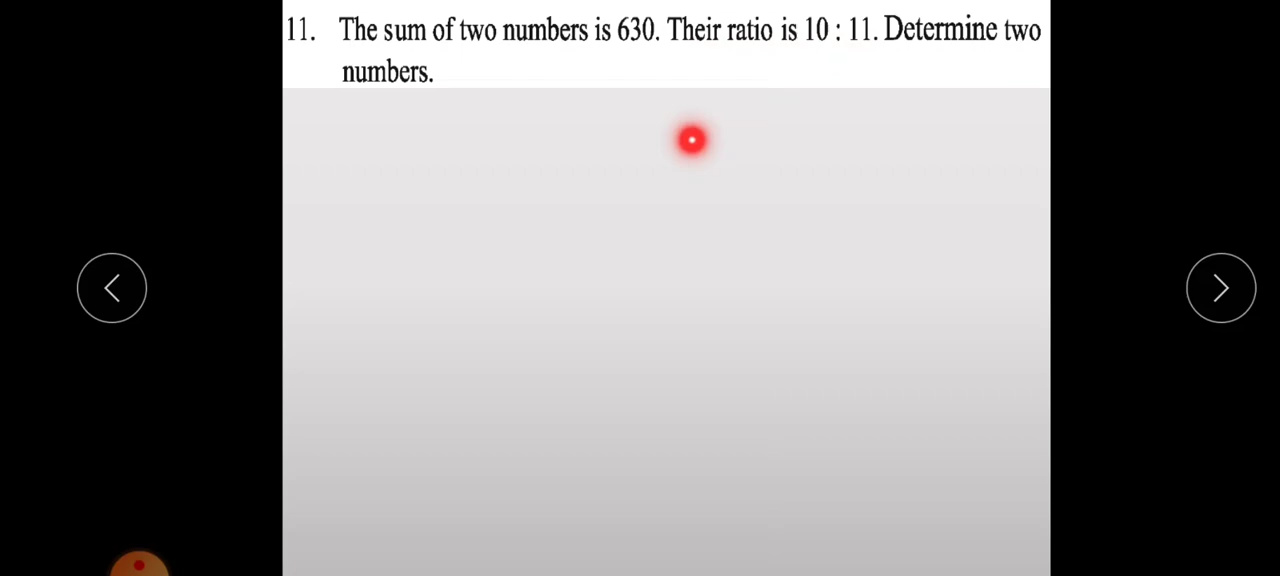 11. The sum of two numbers is 630. Their ratio is 10 : 11. Determine two
numbers.